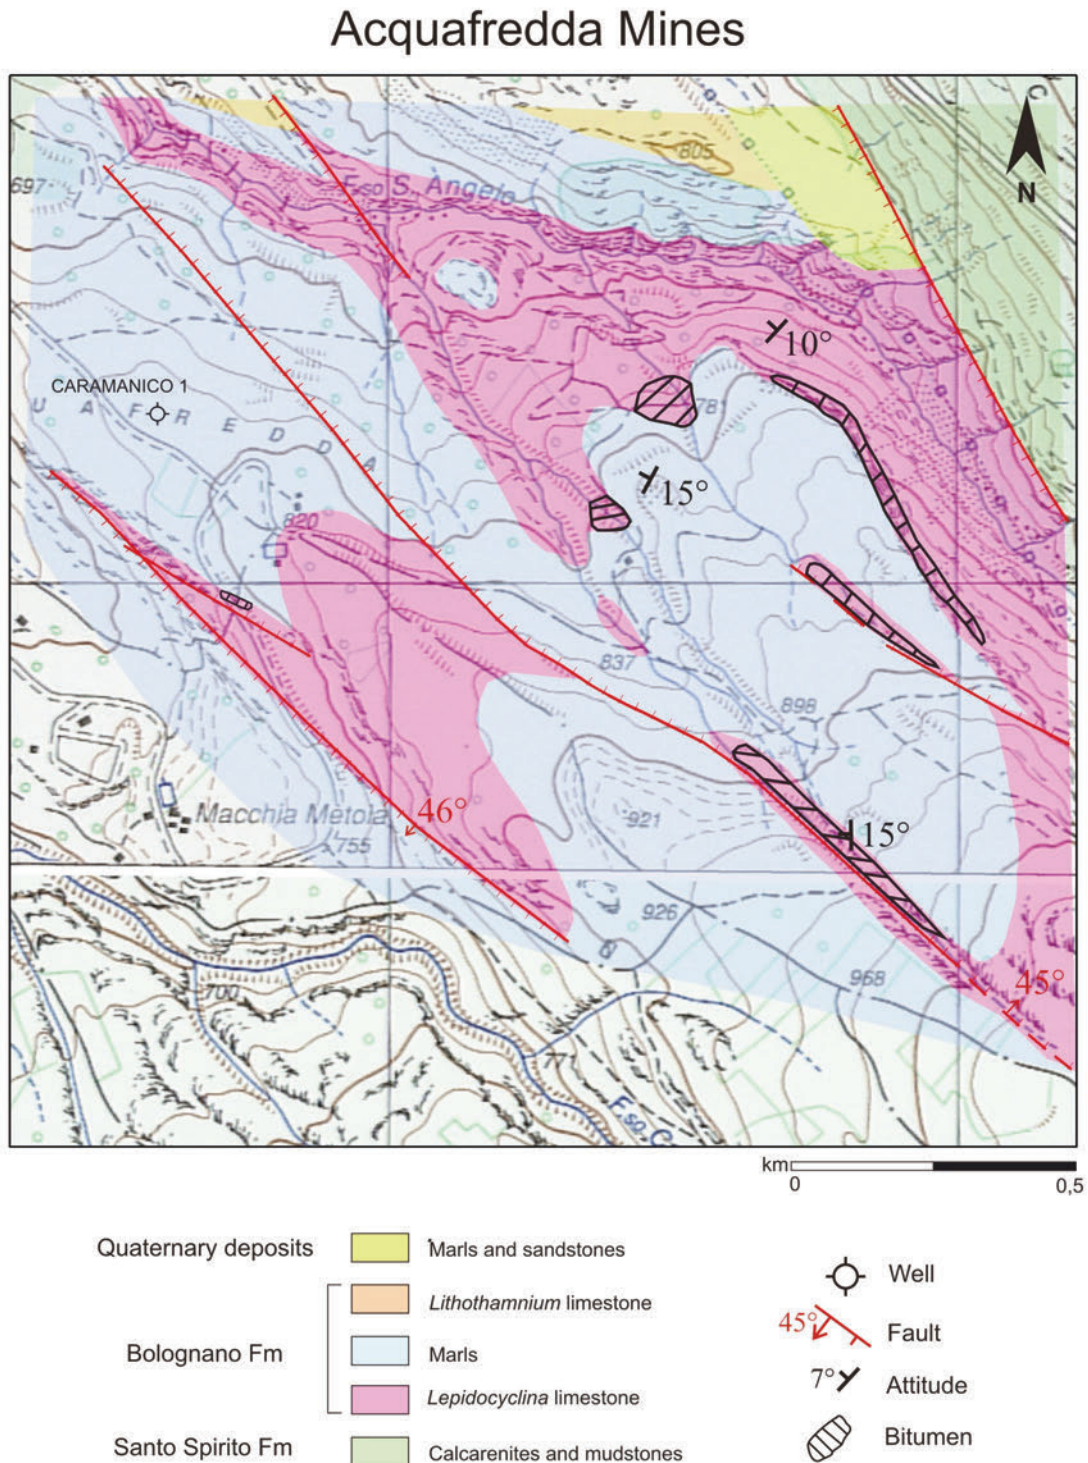 Acquafredda Mines
C
805
697
F.so S. Angelo
N
10°
CARAMANICO 1
781
U A F R E D D A
15°
820
837
898
46°
Macchia Metola
921
15°
755
926
45°
968
700
771
F.so C
km
0
0,5
Quaternary deposits
Marls and sandstones
Lithothamnium limestone
Bolognano Fm
Marls
Lepidocyclina limestone
Santo Spirito Fm
Calcarenites and mudstones
Well
45°
Fault
7°
Attitude
Bitumen